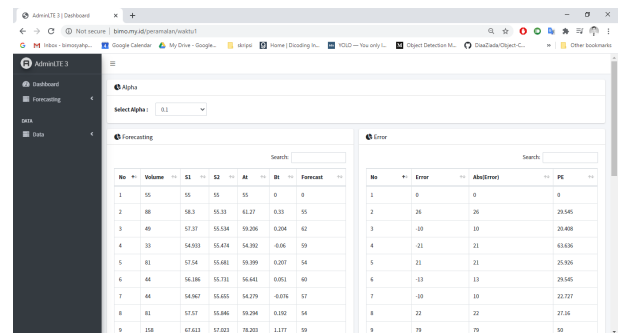 AdminLTE 3 | Dashboard
Not secure | bimo.my.id/peramatan/waktu1
M Inbox - bimosyahp... Google Calendar My Drive - Google... skripsi Home | Dicoding In... YOLO — You only l... M Object Detection M... DiaaZiada/Object-C... » Other bookmarks
AdminLTE 3
Dashboard
Forecasting
DATA
Data
Alpha
Select Alpha : 0.1
Forecasting
Search:
No Volume S1 S2 At Bt Forecast
1 55 55 55 55 0 55
2 88 58.3 55.33 61.27 0.33 55
3 49 57.37 55.534 59.206 0.204 62
4 33 54.933 55.474 54.392 -0.06 59
5 81 57.54 55.681 59.399 0.207 54
6 44 56.186 55.731 56.641 0.051 60
7 44 54.967 55.655 54.279 -0.076 57
8 81 57.57 55.846 59.294 0.192 54
9 158 67.613 57.023 78.203 1.177 59
Error
Search:
No Error Abs(Error) PE
1 0 0 0
2 26 26 29.545
3 -10 10 20.408
4 -21 21 63.636
5 21 21 25.926
6 -13 13 29.545
7 -10 10 22.727
8 22 22 27.16
9 79 79 50